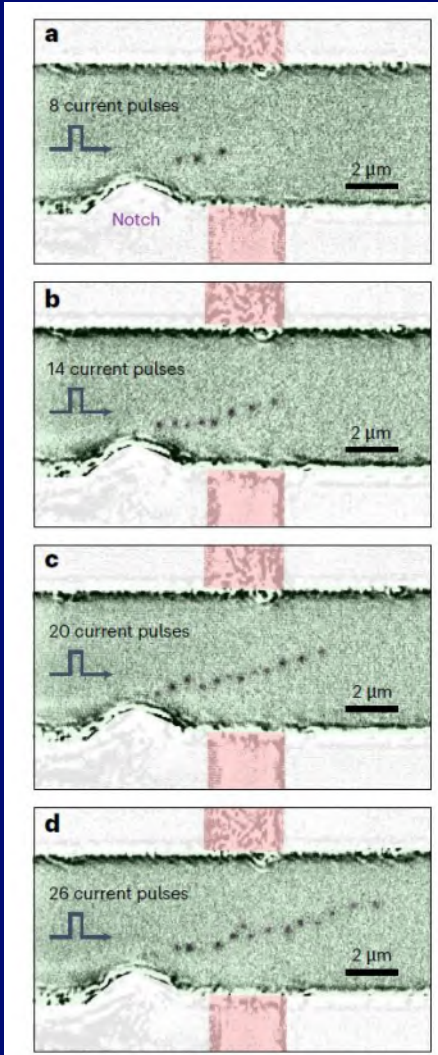 a
8 current pulses
2 μm
Notch
b
14 current pulses
2 μm
c
20 current pulses
2 μm
d
26 current pulses
2 μm